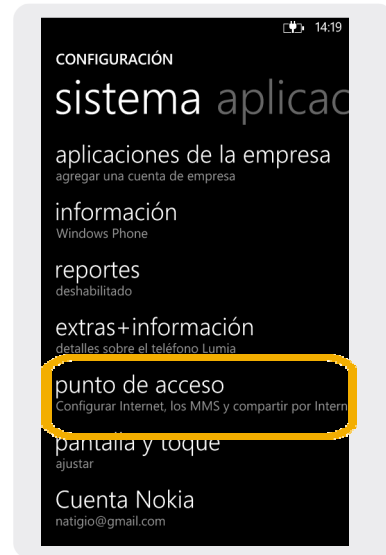 14:19
CONFIGURACIÓN
sistema aplicac
aplicaciones de la empresa
agregar una cuenta de empresa
información
Windows Phone
reportes
deshabilitado
extras+información
detalles sobre el teléfono Lumia
punto de acceso
Configurar Internet, los MMS y compartir por Intern
pantalla y toque
ajustar
Cuenta Nokia
natigio@gmail.com